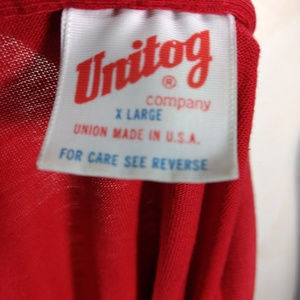 Unitog
®
company
X LARGE
UNION MADE IN U.S.A.
FOR CARE SEE REVERSE